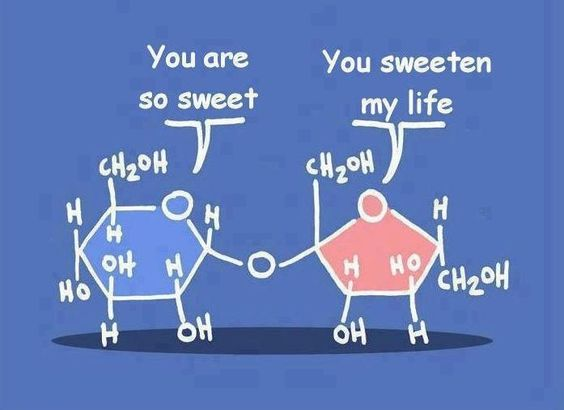 You are
so sweet
You sweeten
my life
CH₂OH
CH₂OH
O
O
H
H
H
H
OH
H
O
H
HO
HO
CH₂OH
H
OH
OH
H